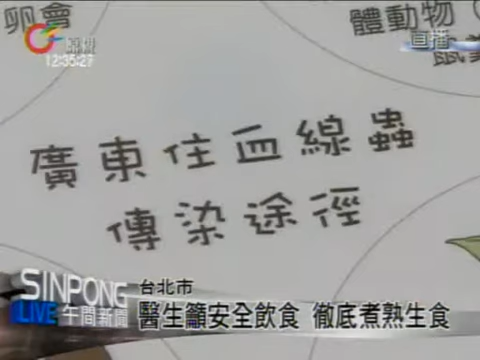 卵會
體動物(
直播
12:35:27
廣東住血線蟲
傳染途徑
SINPONG
LIVE 午間新聞
台北市
醫生籲安全飲食 徹底煮熟生食